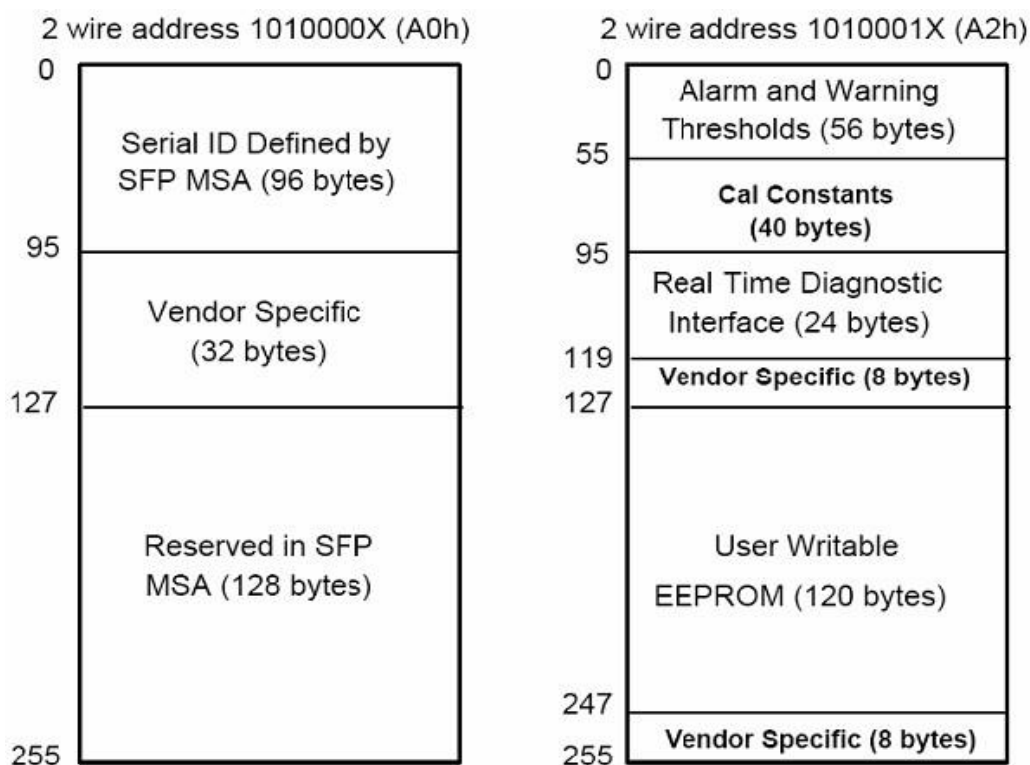 2 wire address 1010000X (A0h)
0
Serial ID Defined by
SFP MSA (96 bytes)
95
Vendor Specific
(32 bytes)
127
Reserved in SFP
MSA (128 bytes)
255
2 wire address 1010001X (A2h)
0
Alarm and Warning
Thresholds (56 bytes)
55
Cal Constants
(40 bytes)
95
Real Time Diagnostic
Interface (24 bytes)
119
Vendor Specific (8 bytes)
127
User Writable
EEPROM (120 bytes)
247
Vendor Specific (8 bytes)
255